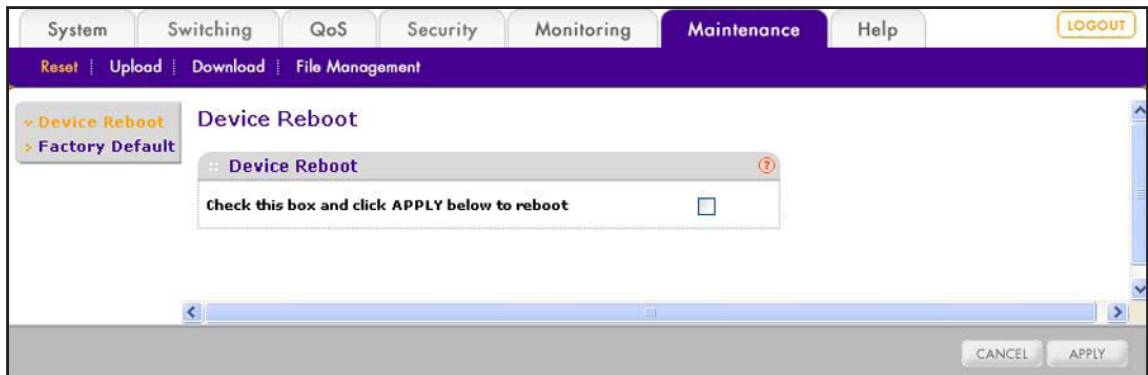 System Switching QoS Security Monitoring Maintenance Help LOGOUT
Reset | Upload | Download | File Management
Device Reboot
Factory Default
Device Reboot
Device Reboot ?
Check this box and click APPLY below to reboot
CANCEL APPLY